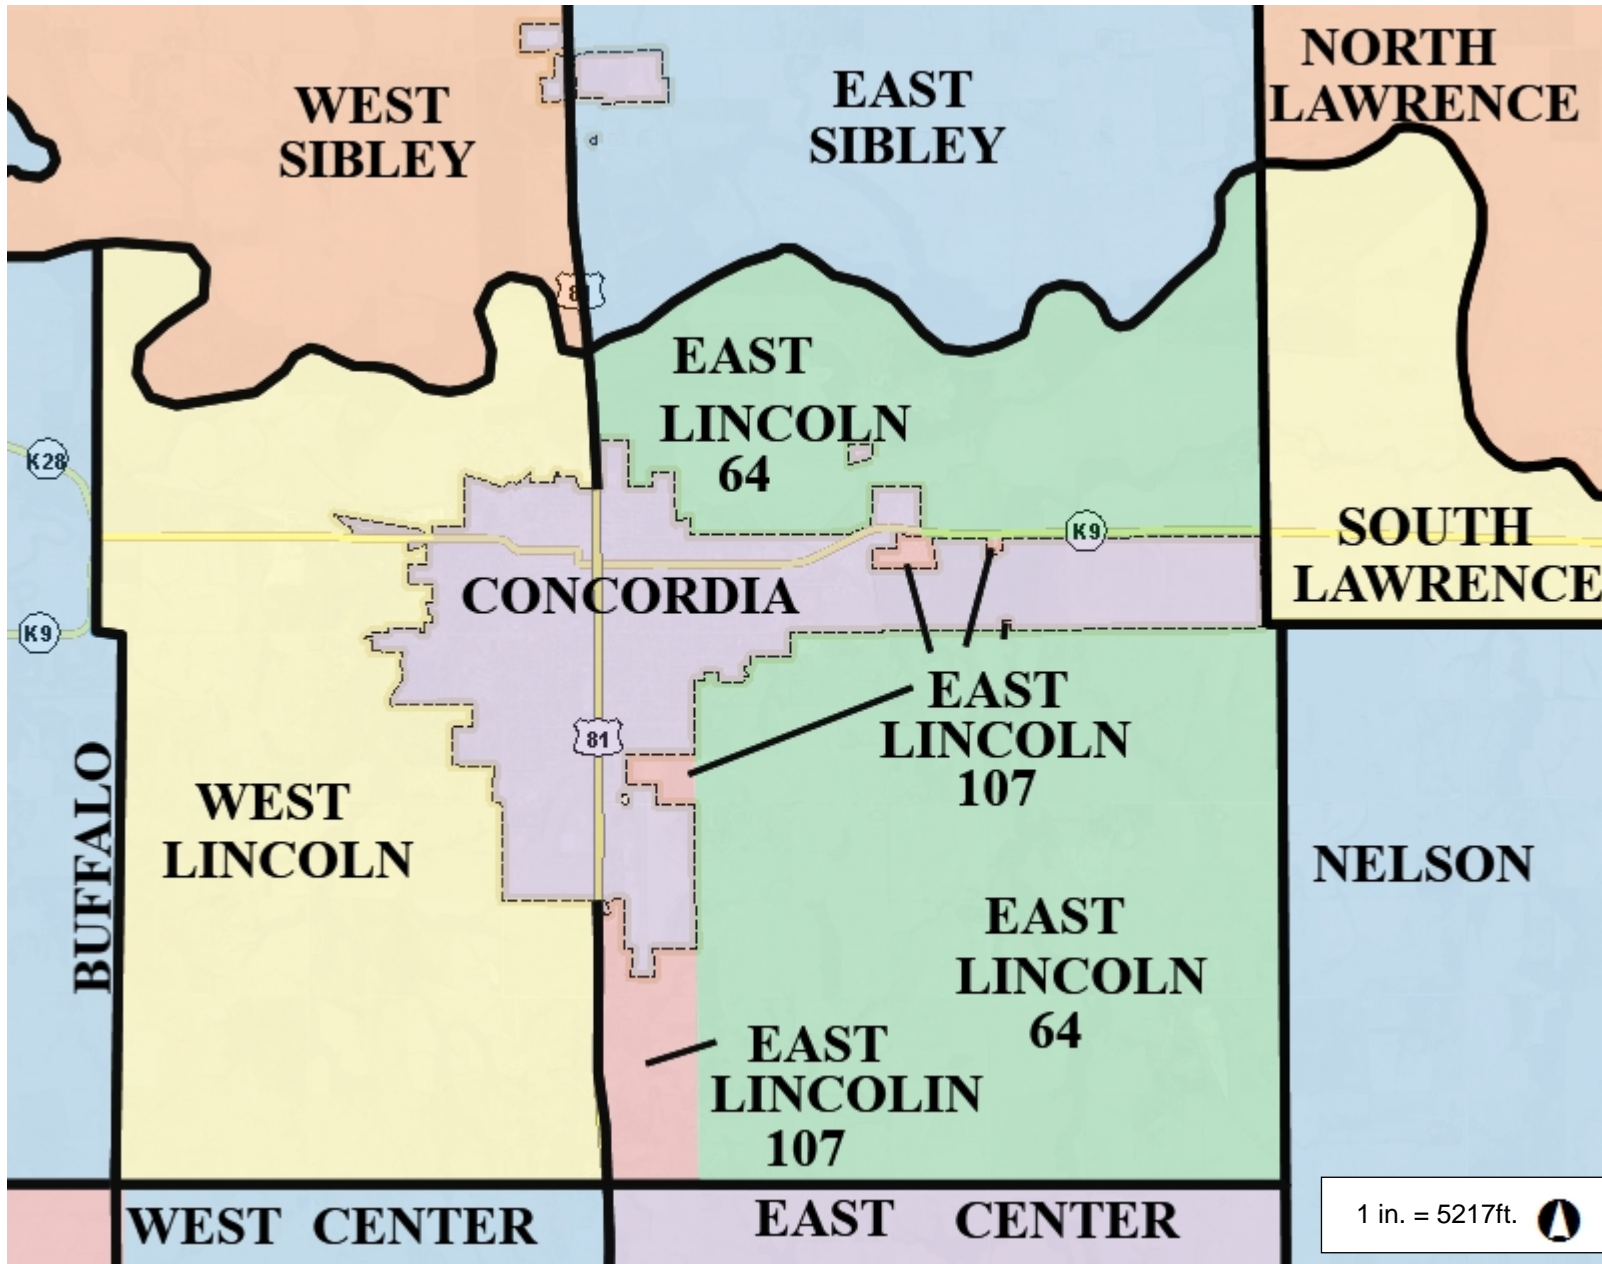 NORTH
LAWRENCE
WEST
SIBLEY
EAST
SIBLEY
EAST
LINCOLN
64
K28
K9
SOUTH
LAWRENCE
CONCORDIA
K9
EAST
LINCOLN
107
81
BUFFALO
WEST
LINCOLN
NELSON
EAST
LINCOLN
64
EAST
LINCOLIN
107
WEST CENTER
EAST CENTER
1 in. = 5217ft.